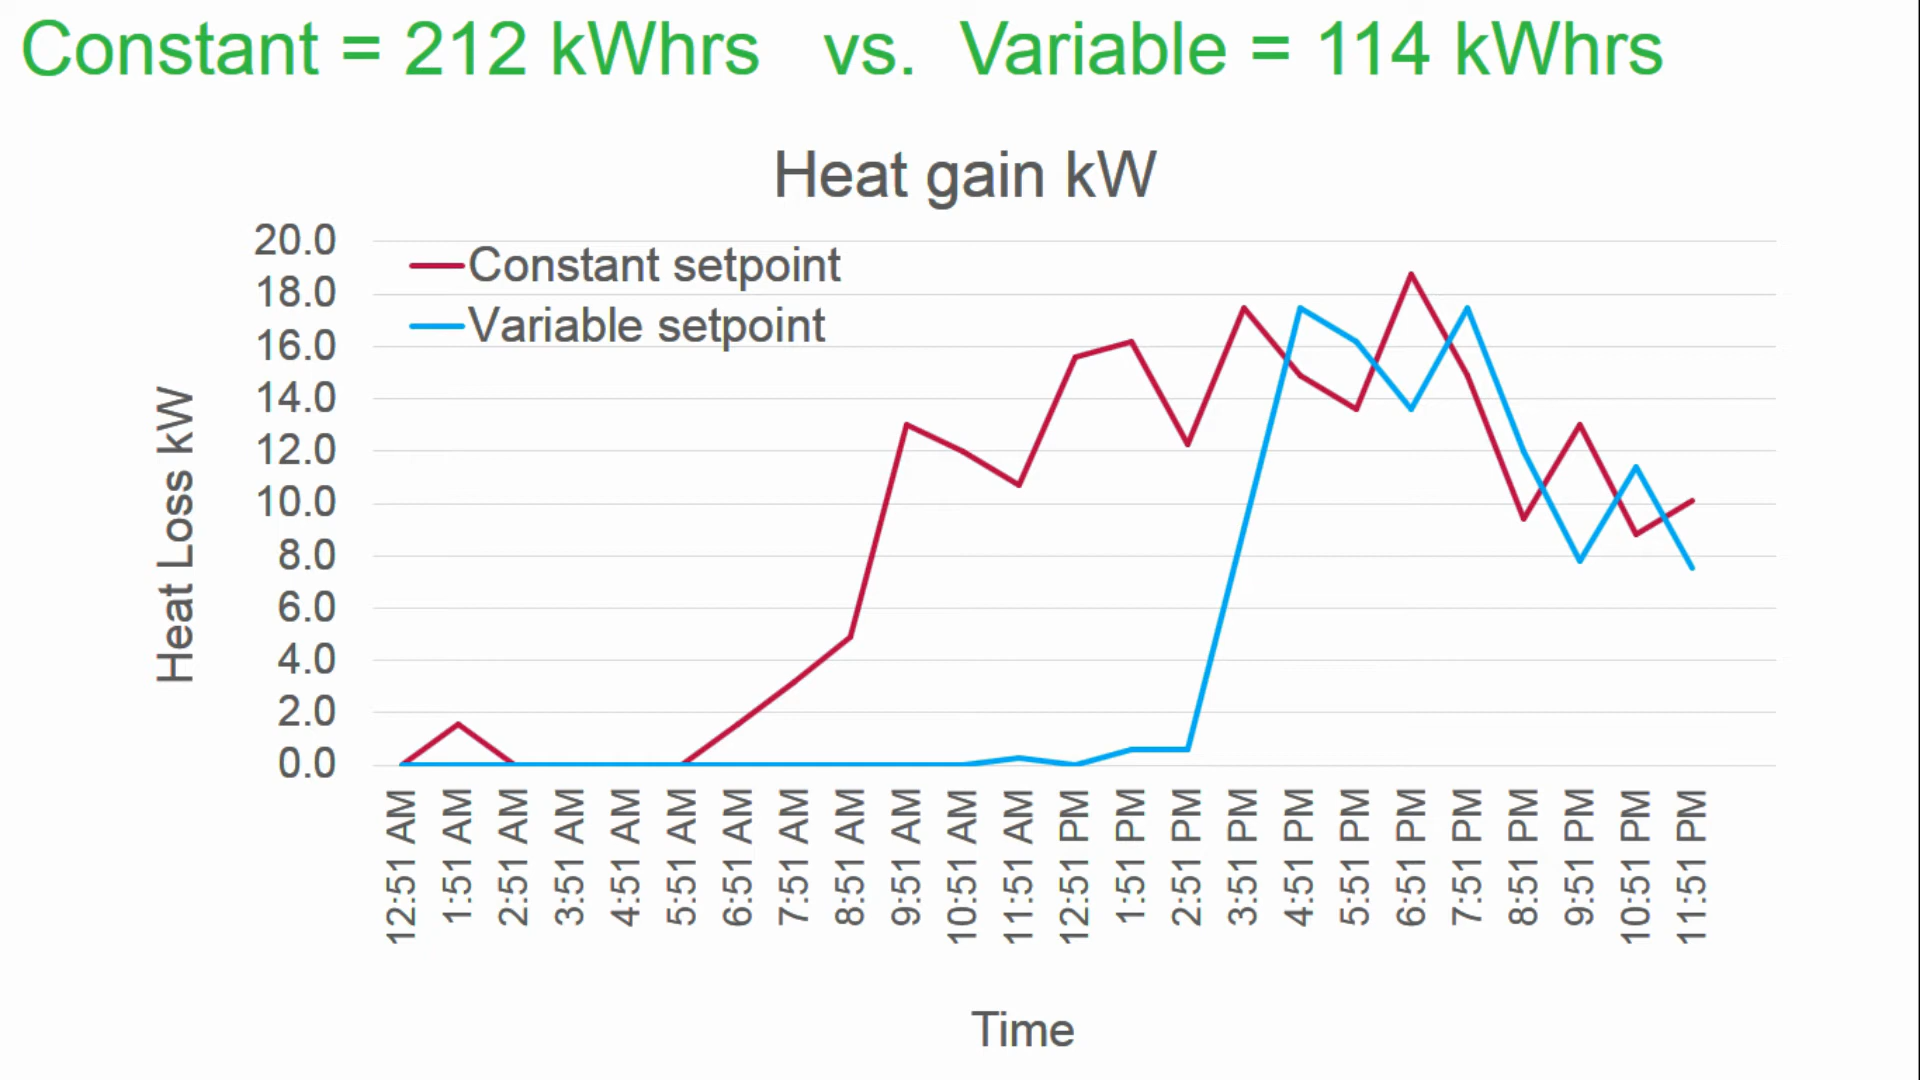 Constant = 212 kWhrs vs. Variable = 114 kWhrs
Heat gain kW
Constant setpoint
Variable setpoint
Heat Loss kW
20.0
18.0
16.0
14.0
12.0
10.0
8.0
6.0
4.0
2.0
0.0
12:51 AM
1:51 AM
2:51 AM
3:51 AM
4:51 AM
5:51 AM
6:51 AM
7:51 AM
8:51 AM
9:51 AM
10:51 AM
11:51 AM
12:51 PM
1:51 PM
2:51 PM
3:51 PM
4:51 PM
5:51 PM
6:51 PM
7:51 PM
8:51 PM
9:51 PM
10:51 PM
11:51 PM
Time